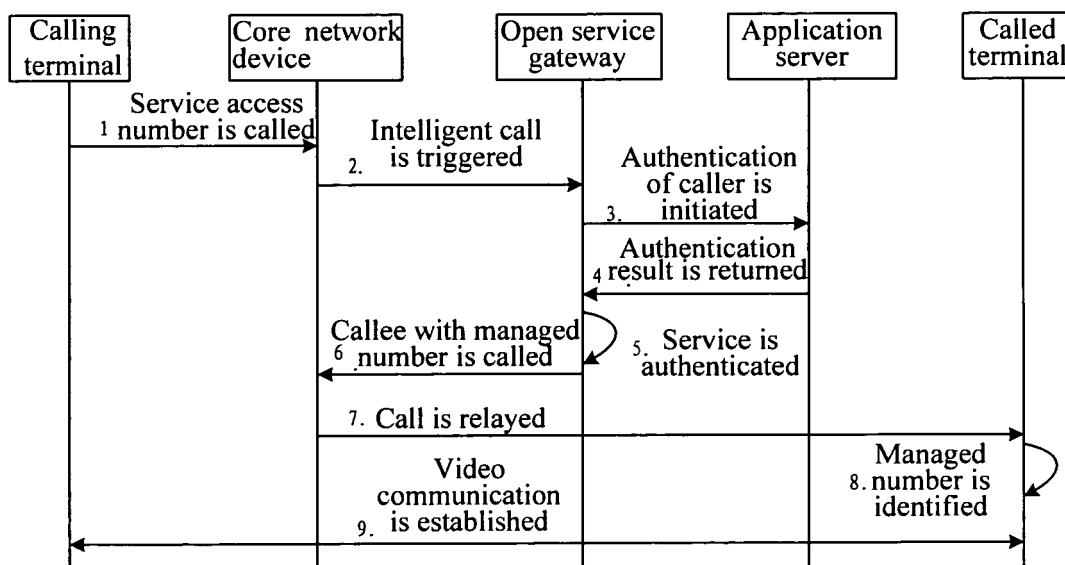 Calling
terminal
Core network
device
Open service
gateway
Application
server
Called
terminal
Service access
1 number is called
Intelligent call
2. is triggered
Authentication
of caller is
3. initiated
Authentication
4 result is returned
Callee with managed
6 number is called
5. Service is
authenticated
7. Call is relayed
Managed
8. number is
identified
Video
communication
9. is established